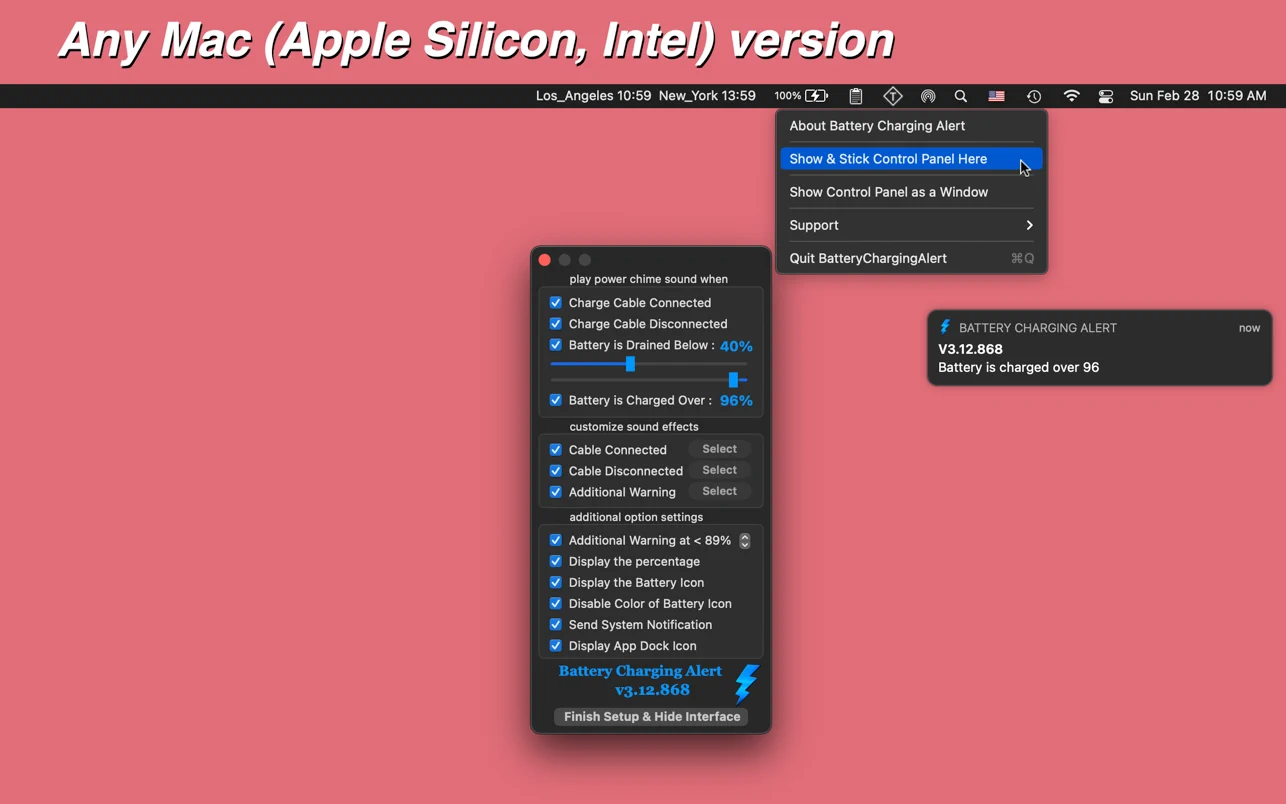 Any Mac (Apple Silicon, Intel) version
Los_Angeles 10:59 New_York 13:59 100% Sun Feb 28 10:59 AM
About Battery Charging Alert
Show & Stick Control Panel Here
Show Control Panel as a Window
Support
Quit BatteryChargingAlert ⌘Q
play power chime sound when
Charge Cable Connected
Charge Cable Disconnected
Battery is Drained Below : 40%
Battery is Charged Over : 96%
customize sound effects
Cable Connected Select
Cable Disconnected Select
Additional Warning Select
additional option settings
Additional Warning at < 89%
Display the percentage
Display the Battery Icon
Disable Color of Battery Icon
Send System Notification
Display App Dock Icon
Battery Charging Alert
v3.12.868
Finish Setup & Hide Interface
BATTERY CHARGING ALERT now
V3.12.868
Battery is charged over 96